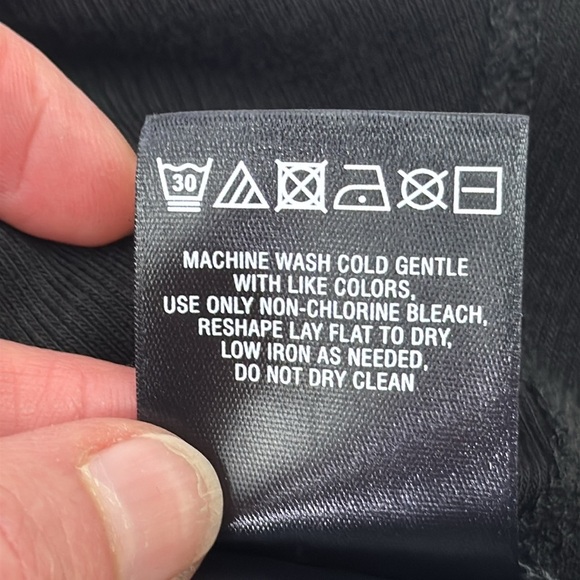 30
MACHINE WASH COLD GENTLE
WITH LIKE COLORS,
USE ONLY NON-CHLORINE BLEACH,
RESHAPE LAY FLAT TO DRY,
LOW IRON AS NEEDED,
DO NOT DRY CLEAN